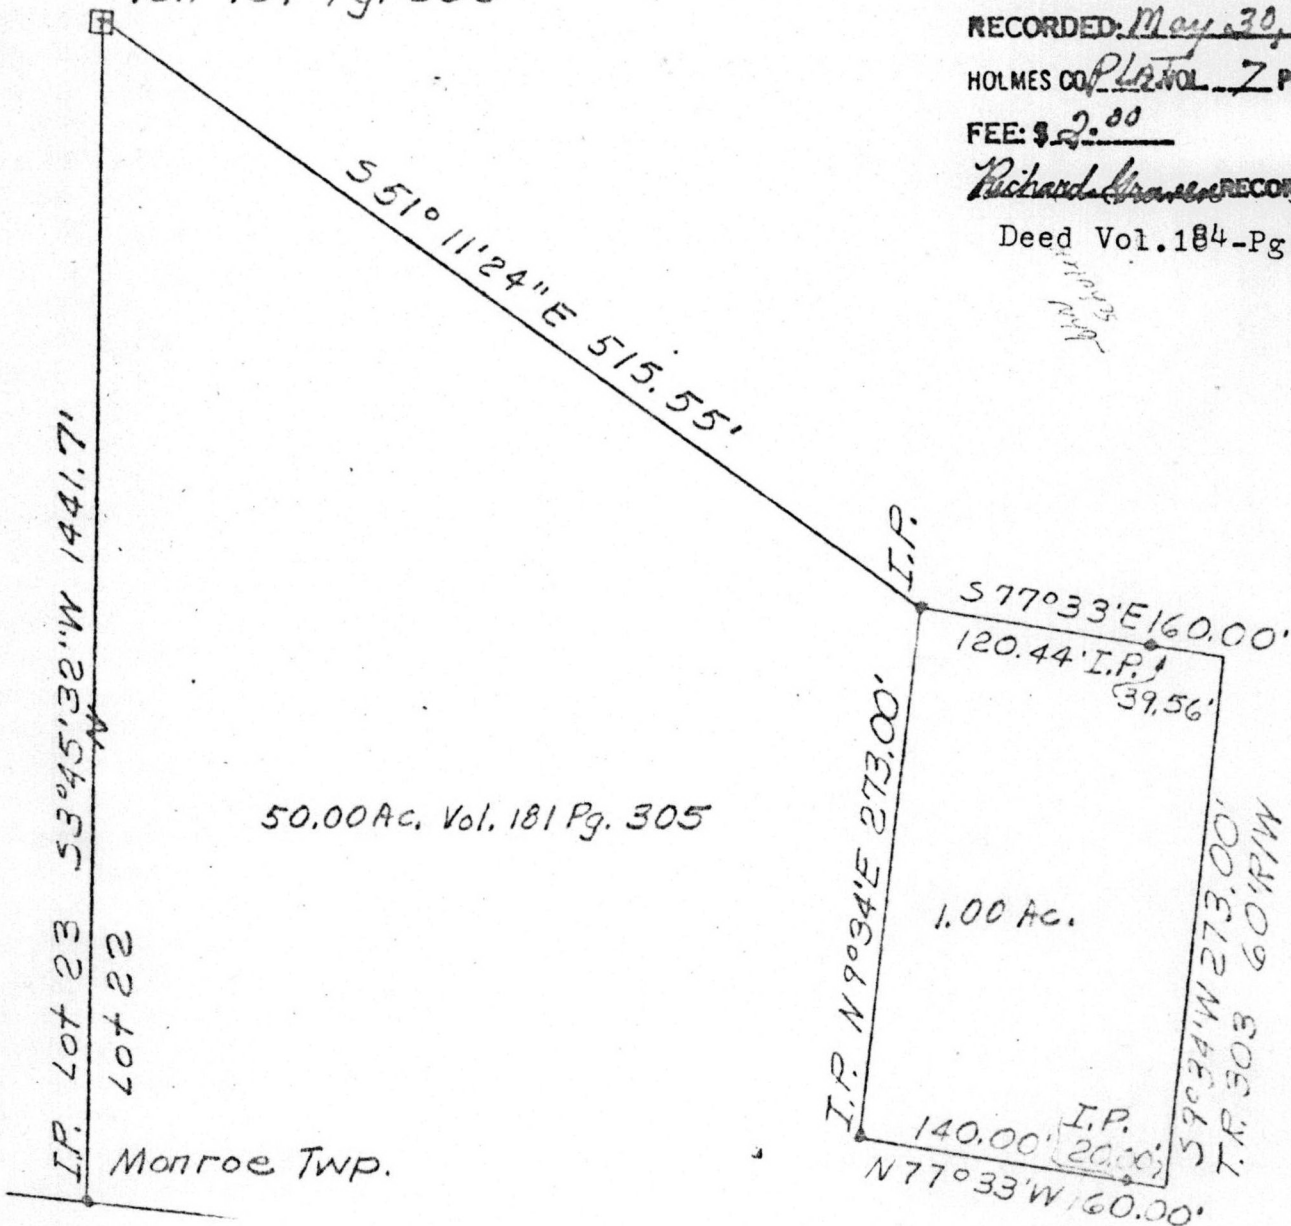 RECORDED: May 30,
HOLMES CO PLAT VOL 7 P
FEE: $ 2.00
Richard Graven RECOR
Deed Vol.184-Pg
S 51° 11' 24" E 515.55'
I.P. Lot 23 S3°45'32"W 1441.7'
Lot 22
I.P.
S 77°33'E 160.00'
120.44' I.P.
39.56'
50.00 Ac. Vol. 181 Pg. 305
I.P. N 9°34'E 273.00'
1.00 Ac.
S 9°34'W 273.00'
T.R. 303 60'R/W
Monroe Twp.
140.00' I.P.
20.00'
N 77°33'W 160.00'